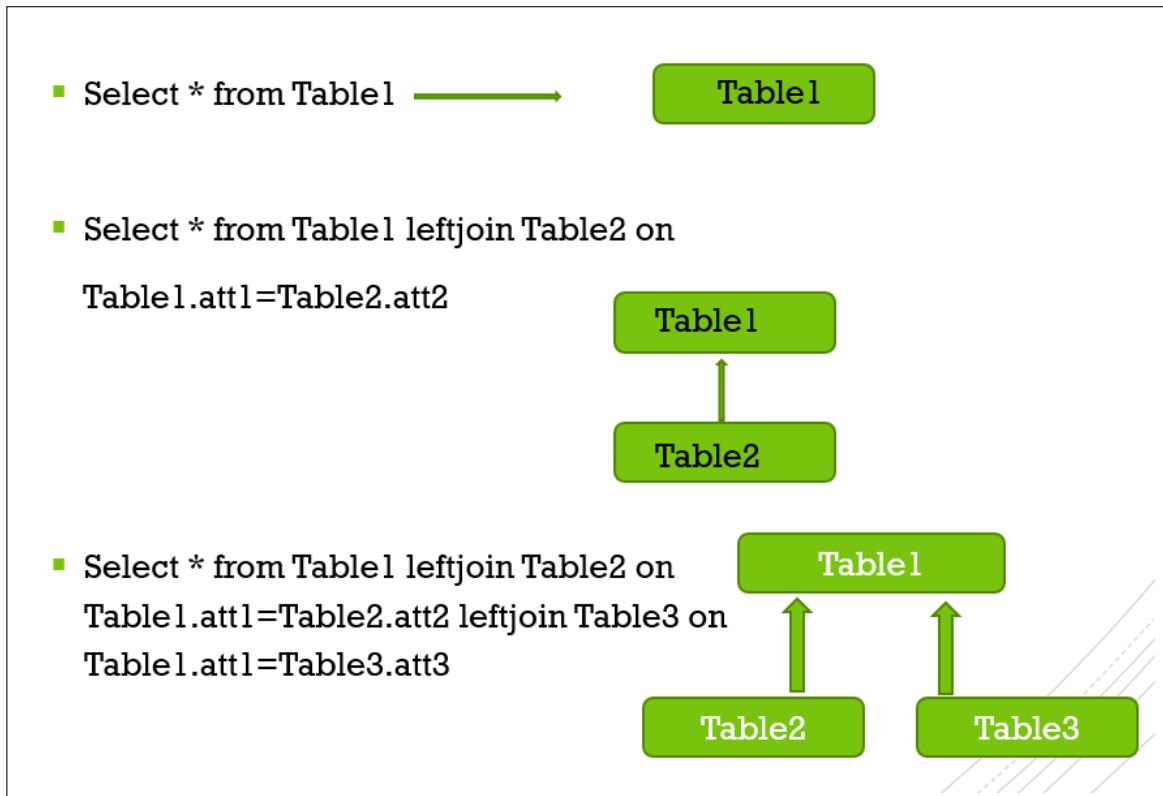 Select * from Table1
Table1
Select * from Table1 leftjoin Table2 on
Table1.att1=Table2.att2
Table1
Table2
Select * from Table1 leftjoin Table2 on
Table1.att1=Table2.att2 leftjoin Table3 on
Table1.att1=Table3.att3
Table1
Table2
Table3